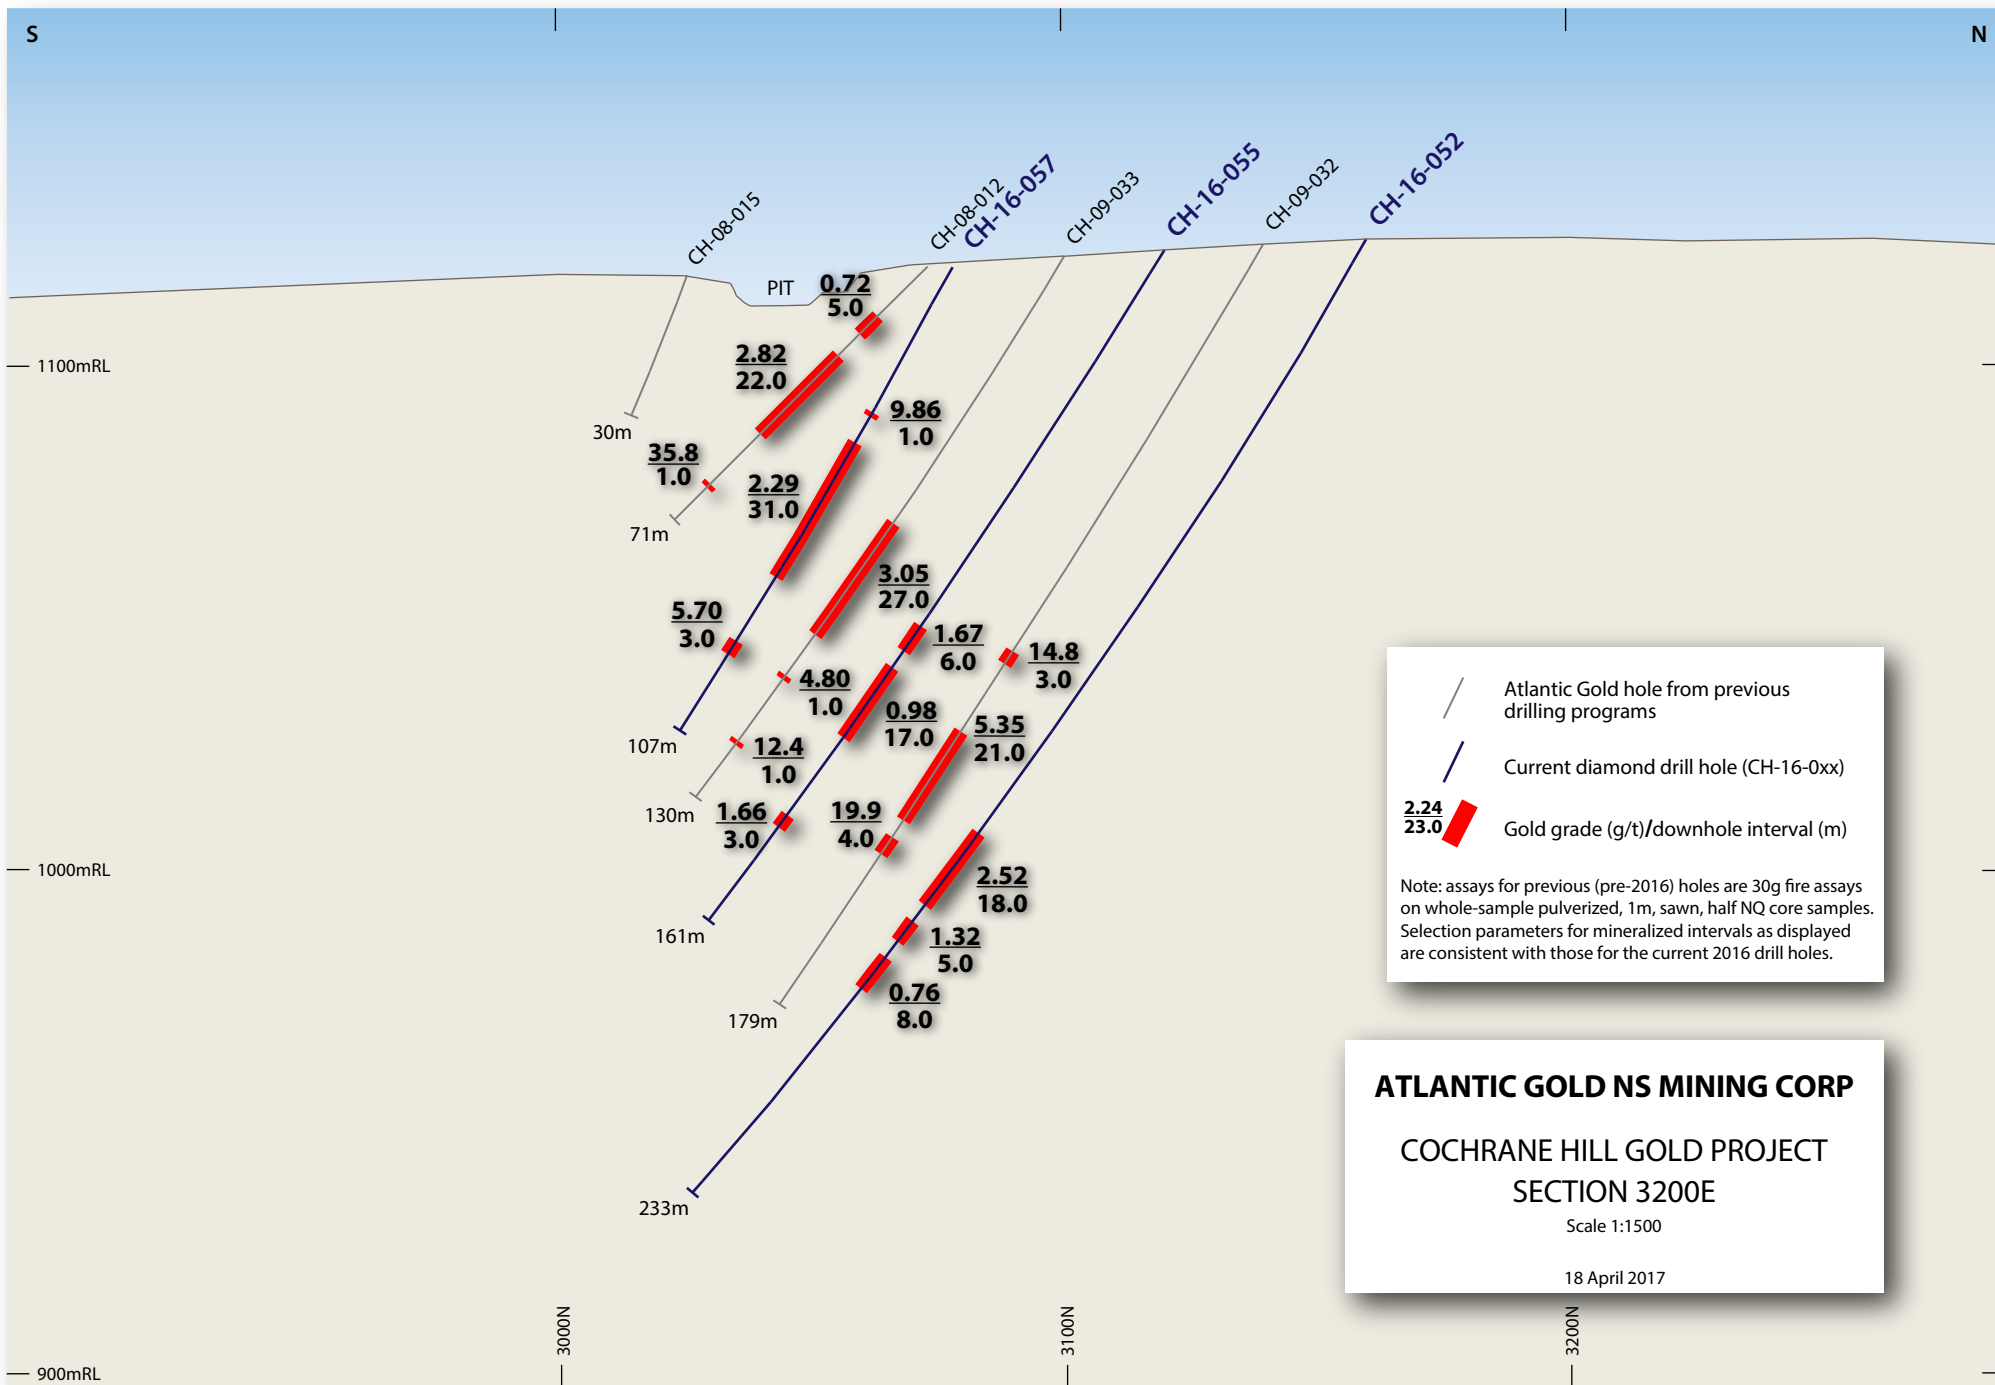 S
N
CH-08-015
CH-08-012
CH-16-057
CH-09-033
CH-16-055
CH-09-032
CH-16-052
PIT
0.72
5.0
1100mRL
2.82
22.0
9.86
1.0
30m
35.8
1.0
2.29
31.0
71m
3.05
27.0
5.70
3.0
1.67
6.0
14.8
3.0
4.80
1.0
0.98
17.0
5.35
21.0
107m
12.4
1.0
130m
1.66
3.0
19.9
4.0
1000mRL
2.52
18.0
161m
1.32
5.0
0.76
8.0
179m
233m
Atlantic Gold hole from previous
drilling programs
Current diamond drill hole (CH-16-0xx)
2.24
23.0
Gold grade (g/t)/downhole interval (m)
Note: assays for previous (pre-2016) holes are 30g fire assays
on whole-sample pulverized, 1m, sawn, half NQ core samples.
Selection parameters for mineralized intervals as displayed
are consistent with those for the current 2016 drill holes.
ATLANTIC GOLD NS MINING CORP
COCHRANE HILL GOLD PROJECT
SECTION 3200E
Scale 1:1500
18 April 2017
3000N
3100N
3200N
900mRL